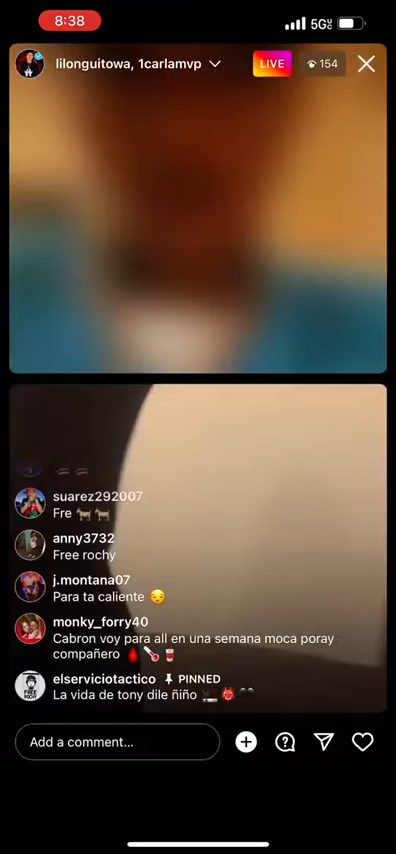 8:38
5G
lilonguitowa, 1carlamvp
LIVE
154
suarez292007
Fre 🐐🐐
anny3732
Free rochy
j.montana07
Para ta caliente 😔
monky_forry40
Cabron voy para all en una semana moca poray
compañero 🩸🌡️🥤
elserviciotactico PINNED
La vida de tony dile ñiño 🚬👹🕶️
Add a comment...